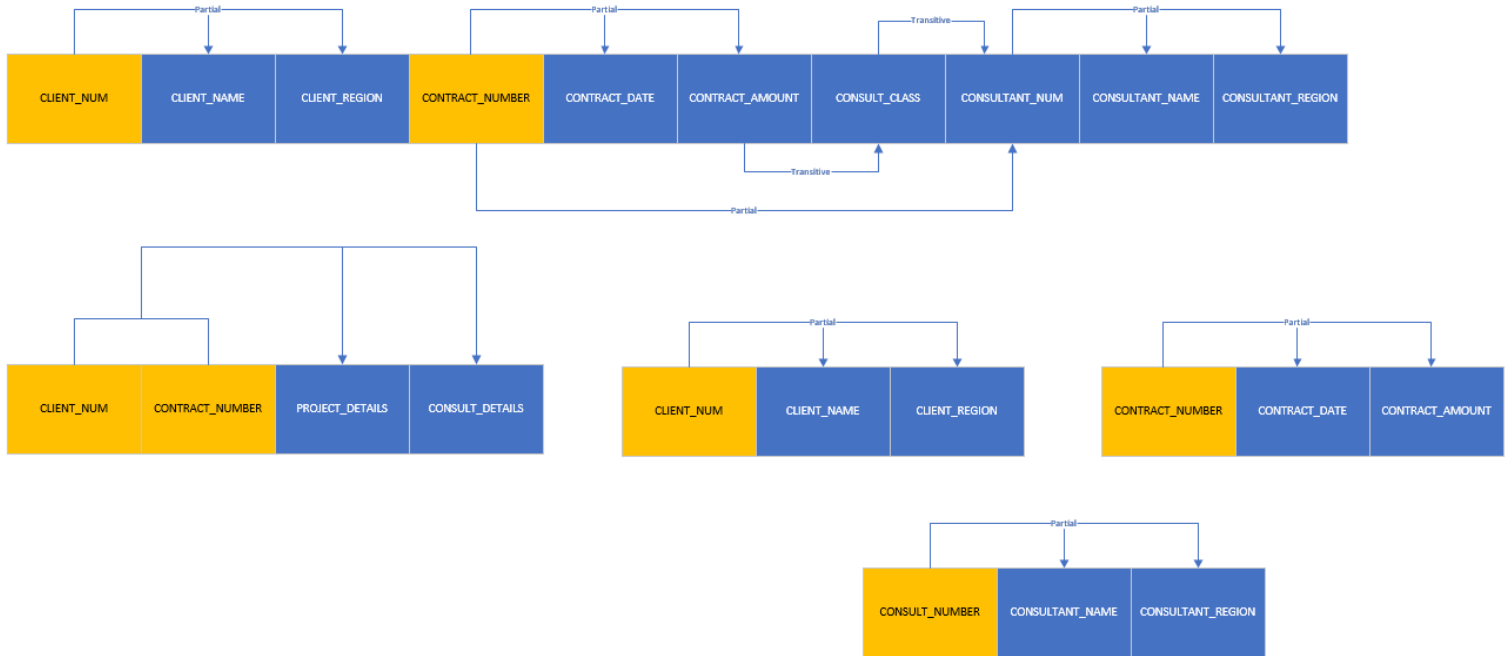 Partial
Partial
Transitive
Partial
CLIENT_NUM
CLIENT_NAME
CLIENT_REGION
CONTRACT_NUMBER
CONTRACT_DATE
CONTRACT_AMOUNT
CONSULT_CLASS
CONSULTANT_NUM
CONSULTANT_NAME
CONSULTANT_REGION
Transitive
Partial
CLIENT_NUM
CONTRACT_NUMBER
PROJECT_DETAILS
CONSULT_DETAILS
Partial
CLIENT_NUM
CLIENT_NAME
CLIENT_REGION
Partial
CONTRACT_NUMBER
CONTRACT_DATE
CONTRACT_AMOUNT
Partial
CONSULT_NUMBER
CONSULTANT_NAME
CONSULTANT_REGION